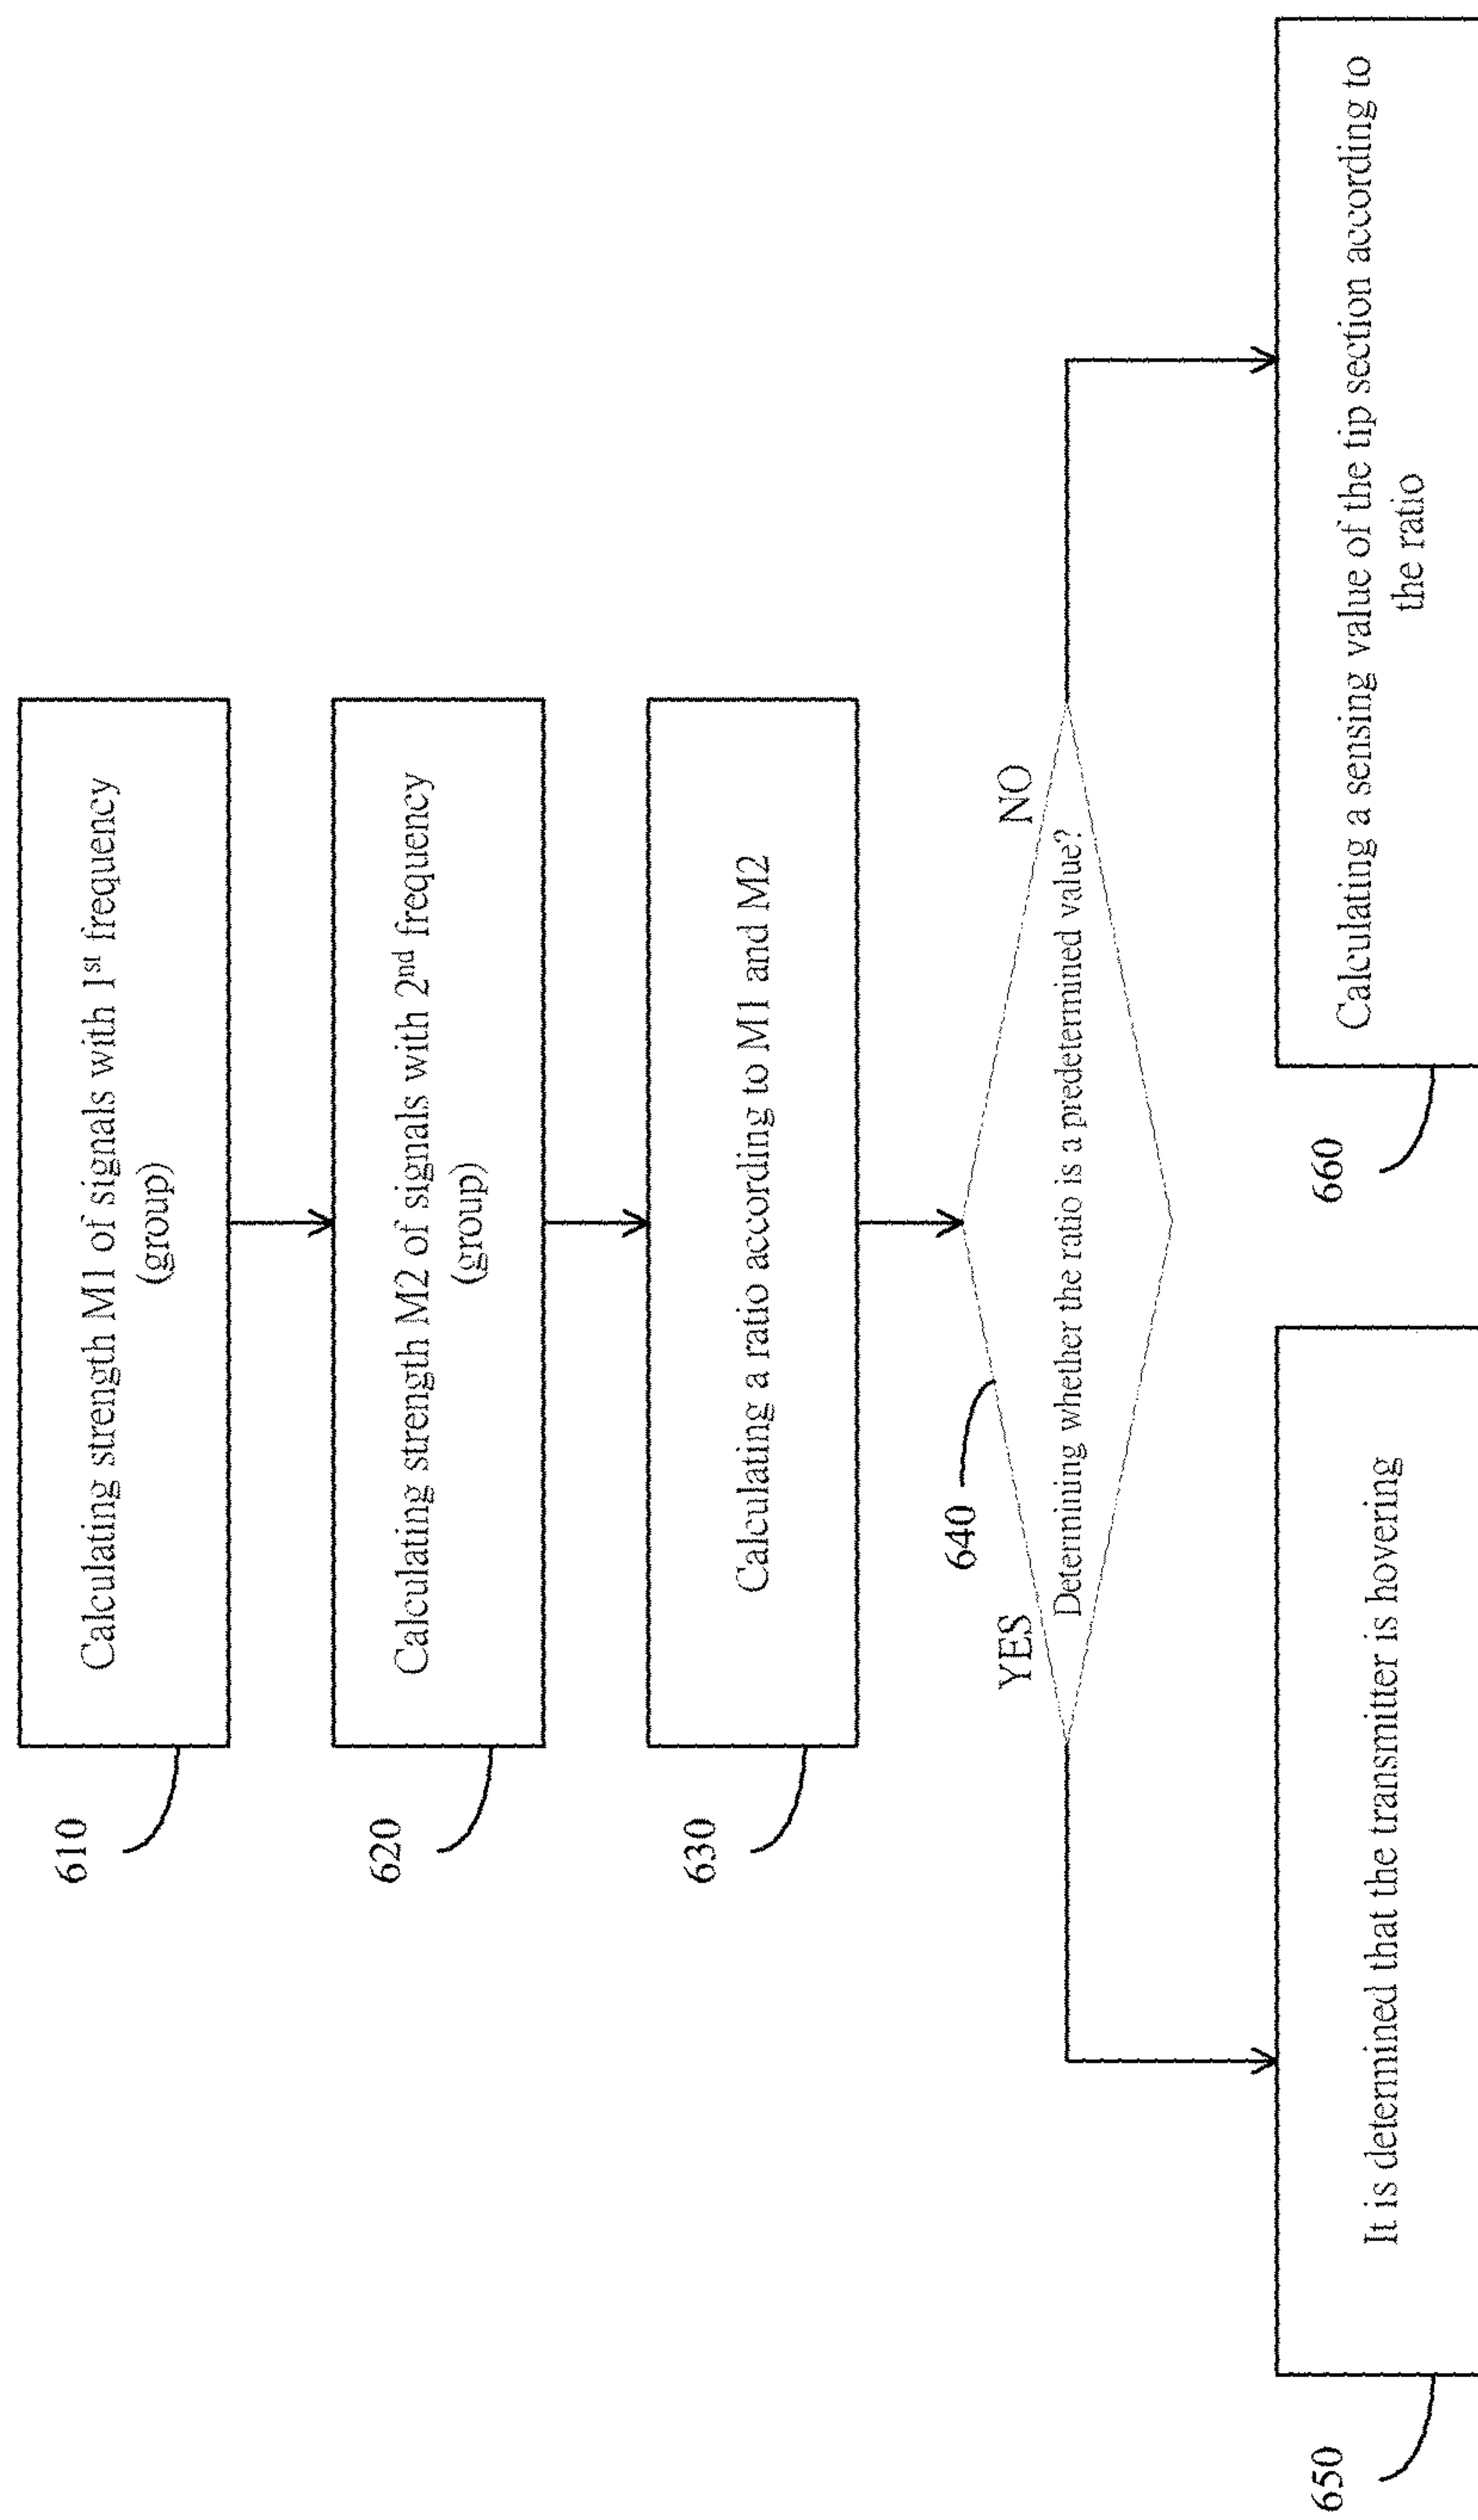 610
Calculating strength M1 of signals with 1st frequency
(group)
620
Calculating strength M2 of signals with 2nd frequency
(group)
630
Calculating a ratio according to M1 and M2
640
YES
NO
Determining whether the ratio is a predetermined value?
650
It is determined that the transmitter is hovering
660
Calculating a sensing value of the tip section according to
the ratio